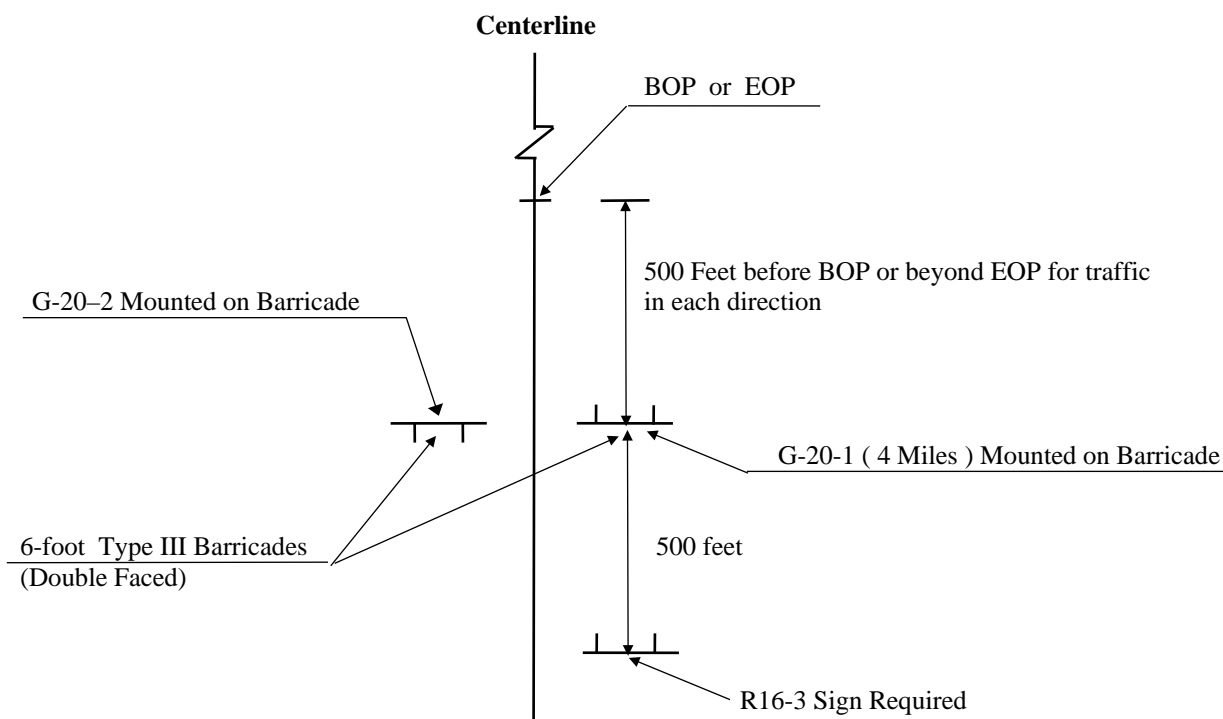 Centerline
BOP or EOP
500 Feet before BOP or beyond EOP for traffic
in each direction
G-20–2 Mounted on Barricade
G-20-1 ( 4 Miles ) Mounted on Barricade
6-foot Type III Barricades
(Double Faced)
500 feet
R16-3 Sign Required